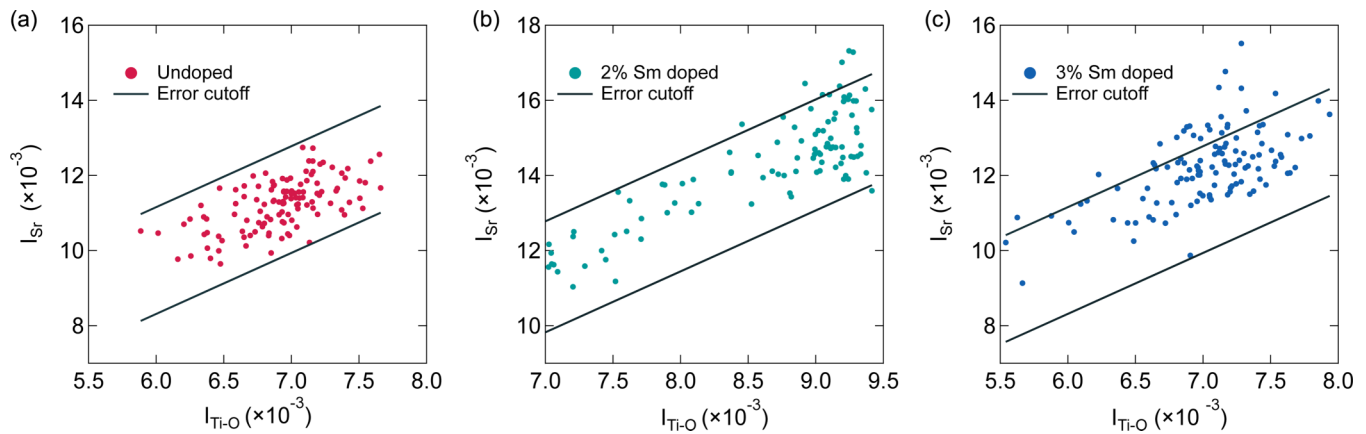 (a)
16
14
12
10
8
I_Sr (×10⁻³)
Undoped
Error cutoff
5.5 6.0 6.5 7.0 7.5 8.0
I_Ti-O (×10⁻³)
(b)
18
16
14
12
10
I_Sr (×10⁻³)
2% Sm doped
Error cutoff
7.0 7.5 8.0 8.5 9.0 9.5
I_Ti-O (×10⁻³)
(c)
16
14
12
10
8
I_Sr (×10⁻³)
3% Sm doped
Error cutoff
5.5 6.0 6.5 7.0 7.5 8.0
I_Ti-O (×10⁻³)